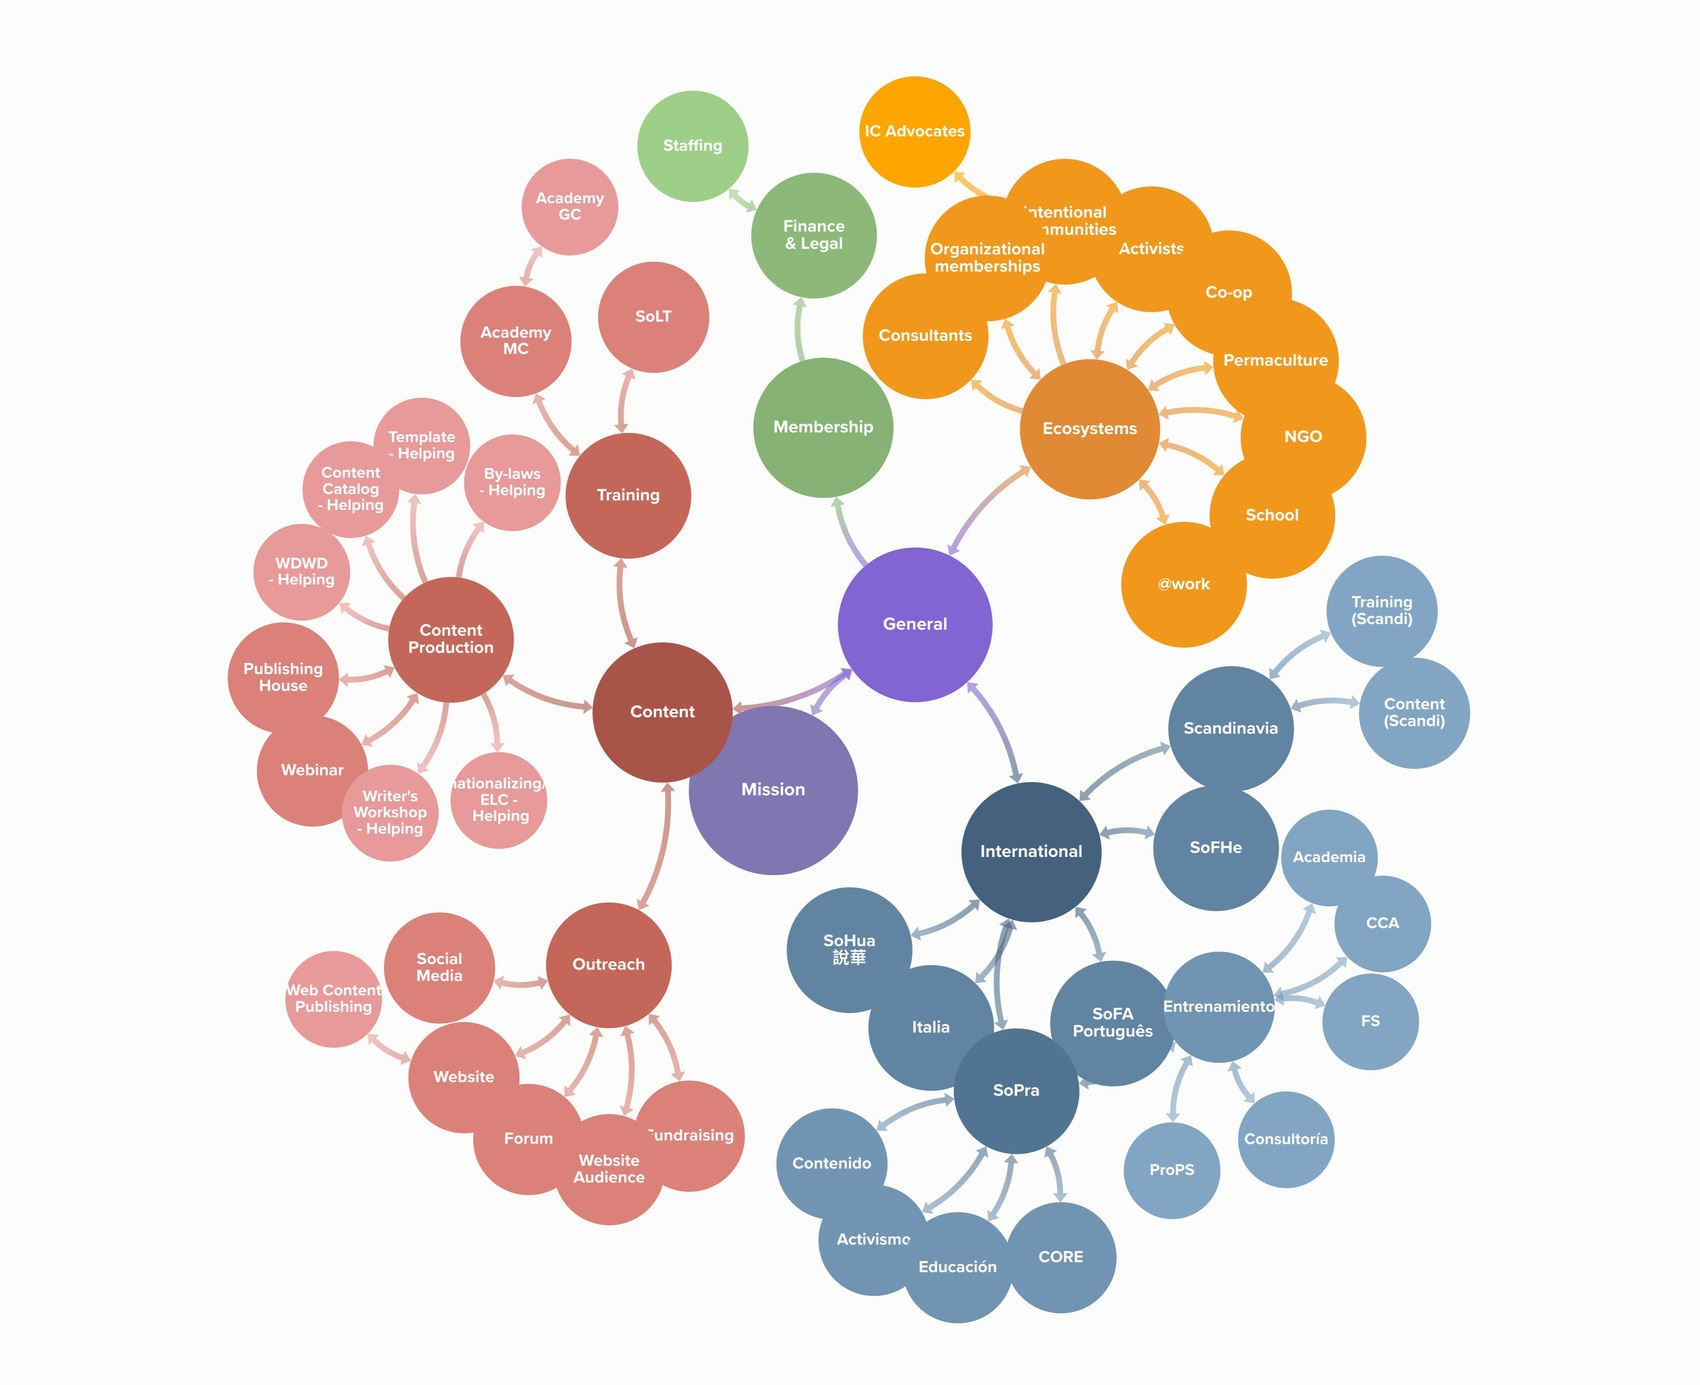 IC Advocates
Staffing
Academy
GC
Finance
& Legal
Intentional
Organizational
memberships
Activists
Co-op
SoLT
Academy
MC
Consultants
Permaculture
Membership
Ecosystems
NGO
Template
- Helping
Content
Catalog
- Helping
By-laws
- Helping
Training
School
WDWD
- Helping
@work
Content
Production
General
Training
(Scandi)
Publishing
House
Content
Content
(Scandi)
Scandinavia
Webinar
Mission
Writer's
Workshop
- Helping
ELC -
Helping
International
SoFHe
Academia
CCA
SoHua
說華
Social
Media
Outreach
Web Content
Publishing
Italia
SoFA
Português
Entrenamiento
FS
Website
SoPra
Forum
Website
Audience
Fundraising
Contenido
ProPS
Consultoría
Activismo
Educación
CORE